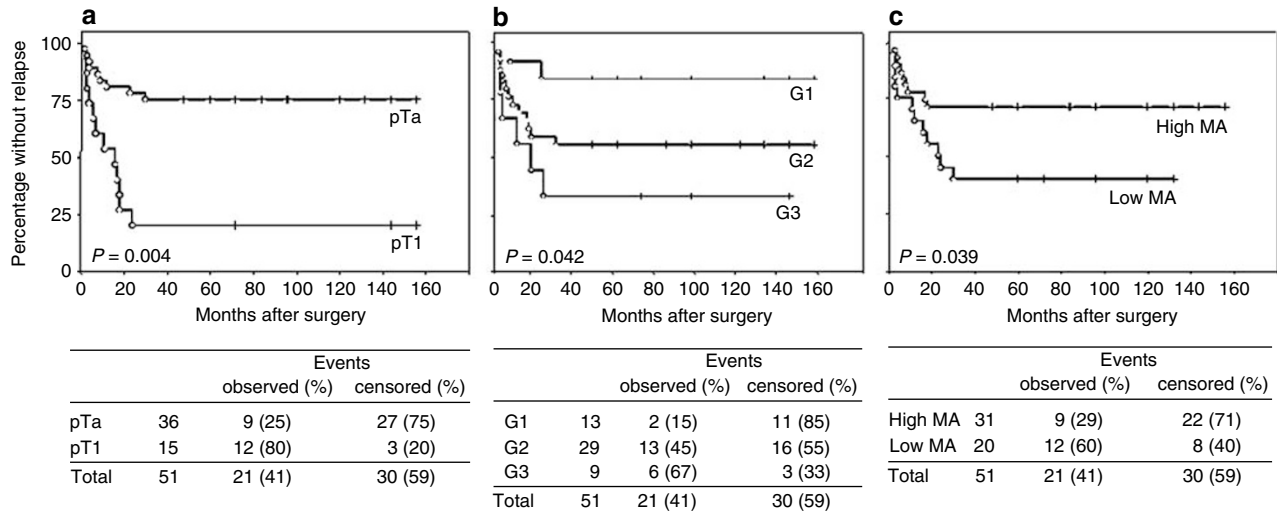 a
Percentage without relapse
100
75
50
25
0
pTa
pT1
P = 0.004
0 20 40 60 80 100 120 140 160
Months after surgery
b
G1
G2
G3
P = 0.042
0 20 40 60 80 100 120 140 160
Months after surgery
c
High MA
Low MA
P = 0.039
0 20 40 60 80 100 120 140 160
Months after surgery
Events
observed (%) censored (%)
pTa 36 9 (25) 27 (75)
pT1 15 12 (80) 3 (20)
Total 51 21 (41) 30 (59)
Events
observed (%) censored (%)
G1 13 2 (15) 11 (85)
G2 29 13 (45) 16 (55)
G3 9 6 (67) 3 (33)
Total 51 21 (41) 30 (59)
Events
observed (%) censored (%)
High MA 31 9 (29) 22 (71)
Low MA 20 12 (60) 8 (40)
Total 51 21 (41) 30 (59)